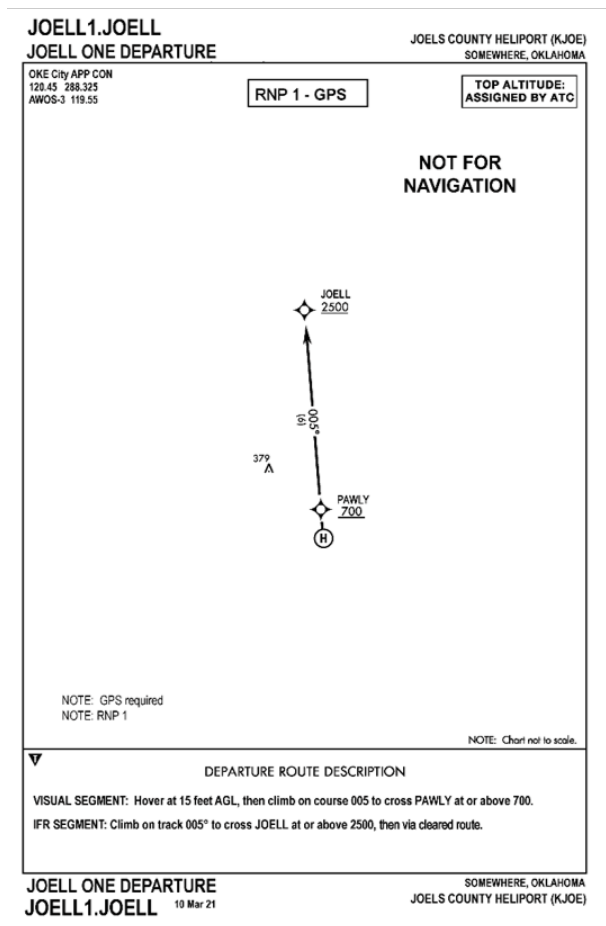 JOELL1.JOELL
JOELL ONE DEPARTURE
JOELS COUNTY HELIPORT (KJOE)
SOMEWHERE, OKLAHOMA
OKE City APP CON
120.45 288.325
AWOS-3 119.55
RNP 1 - GPS
TOP ALTITUDE:
ASSIGNED BY ATC
NOT FOR
NAVIGATION
JOELL
2500
005°
(6)
379
PAWLY
700
H
NOTE: GPS required
NOTE: RNP 1
NOTE: Chart not to scale.
T
DEPARTURE ROUTE DESCRIPTION
VISUAL SEGMENT: Hover at 15 feet AGL, then climb on course 005 to cross PAWLY at or above 700.
IFR SEGMENT: Climb on track 005° to cross JOELL at or above 2500, then via cleared route.
JOELL ONE DEPARTURE
JOELL1.JOELL 10 Mar 21
SOMEWHERE, OKLAHOMA
JOELS COUNTY HELIPORT (KJOE)